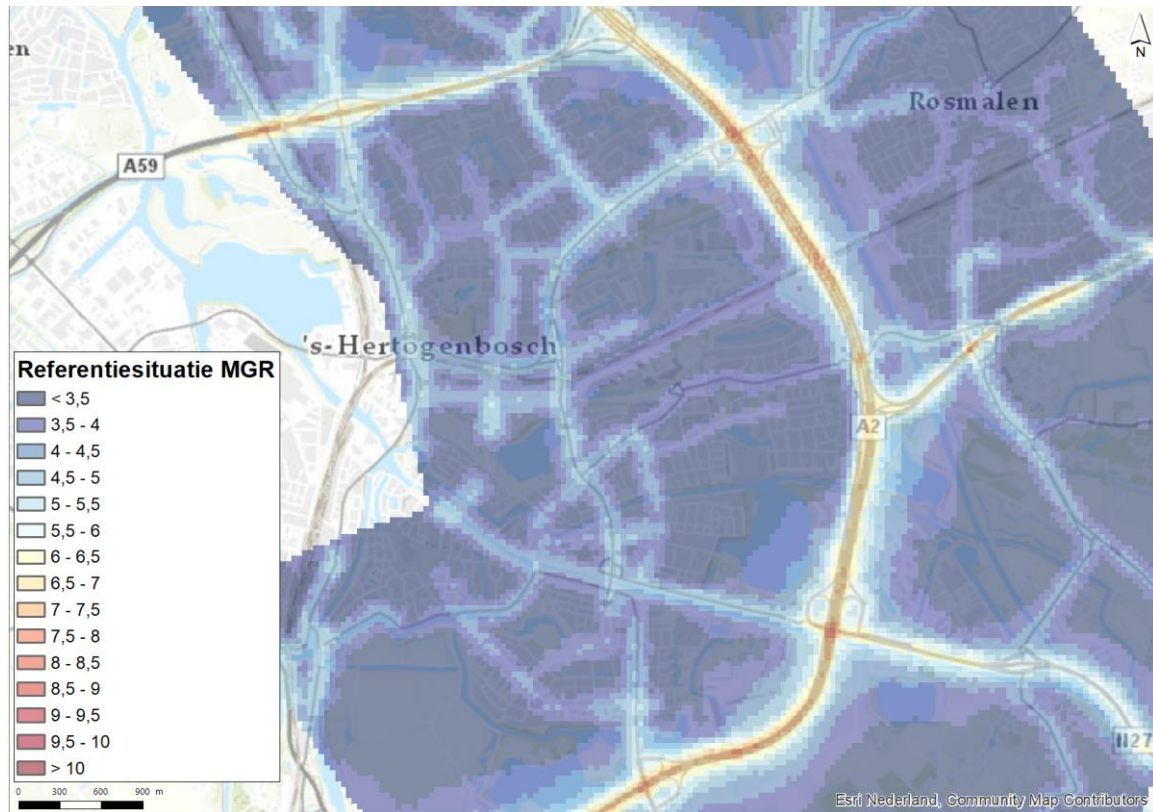 en
N
Rosmalen
A59
's-Hertogenbosch
A2
Referentiesituatie MGR
< 3,5
3,5 - 4
4 - 4,5
4,5 - 5
5 - 5,5
5,5 - 6
6 - 6,5
6,5 - 7
7 - 7,5
7,5 - 8
8 - 8,5
8,5 - 9
9 - 9,5
9,5 - 10
> 10
N27
0 300 600 900 m
Esri Nederland, Community Map Contributors